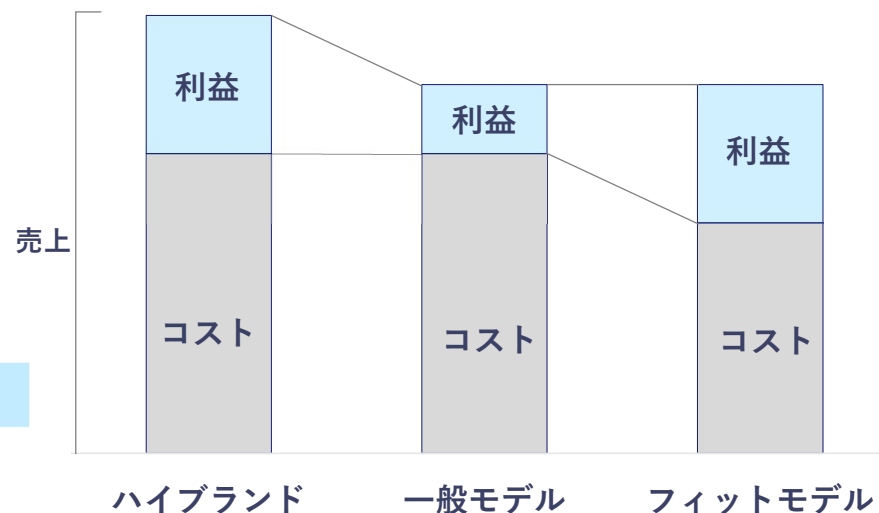 利益
利益
利益
売上
コスト
コスト
コスト
ハイブランド
一般モデル
フィットモデル